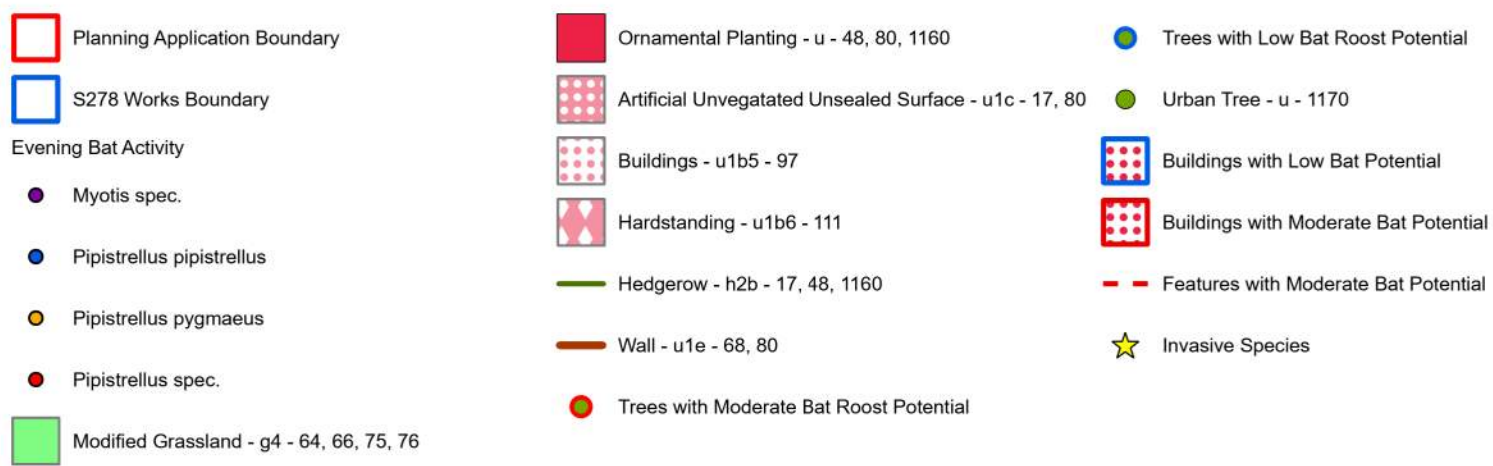 Planning Application Boundary
S278 Works Boundary
Evening Bat Activity
Myotis spec.
Pipistrellus pipistrellus
Pipistrellus pygmaeus
Pipistrellus spec.
Modified Grassland - g4 - 64, 66, 75, 76
Ornamental Planting - u - 48, 80, 1160
Artificial Unvegatated Unsealed Surface - u1c - 17, 80
Buildings - u1b5 - 97
Hardstanding - u1b6 - 111
Hedgerow - h2b - 17, 48, 1160
Wall - u1e - 68, 80
Trees with Moderate Bat Roost Potential
Trees with Low Bat Roost Potential
Urban Tree - u - 1170
Buildings with Low Bat Potential
Buildings with Moderate Bat Potential
Features with Moderate Bat Potential
Invasive Species